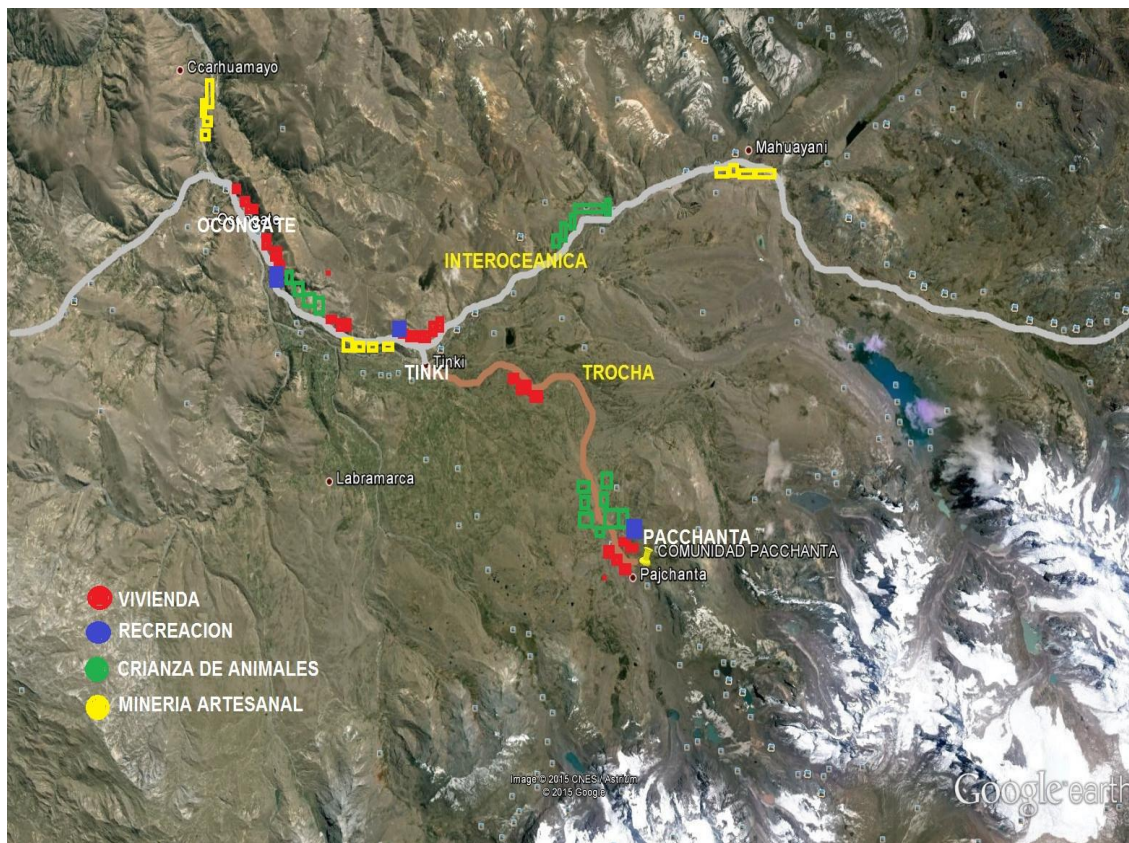 Ccarhuamayo
Mahuayani
OCONGATE
INTEROCEANICA
Tinki
TINKI
TROCHA
Labramarca
PACCHANTA
COMUNIDAD PACCHANTA
Pajchanta
VIVIENDA
RECREACION
CRIANZA DE ANIMALES
MINERIA ARTESANAL
Image © 2015 CNES / Astrium
© 2015 Google
Google earth